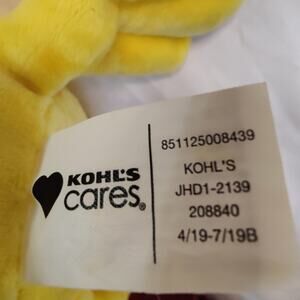 KOHL'S
cares®
851125008439
KOHL'S
JHD1-2139
208840
4/19-7/19B